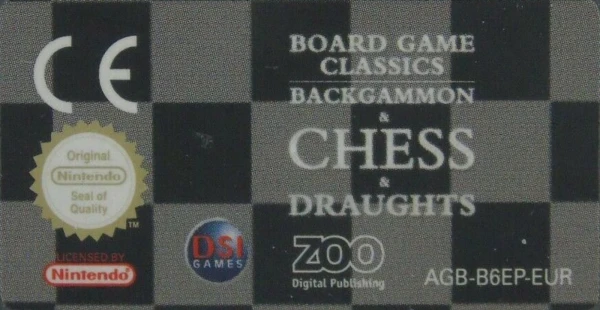 CE
BOARD GAME
CLASSICS
BACKGAMMON
&
CHESS
&
DRAUGHTS
Original
Nintendo
Seal of
Quality
TM
LICENSED BY
Nintendo
DSI
GAMES
ZOO
Digital Publishing
AGB-B6EP-EUR